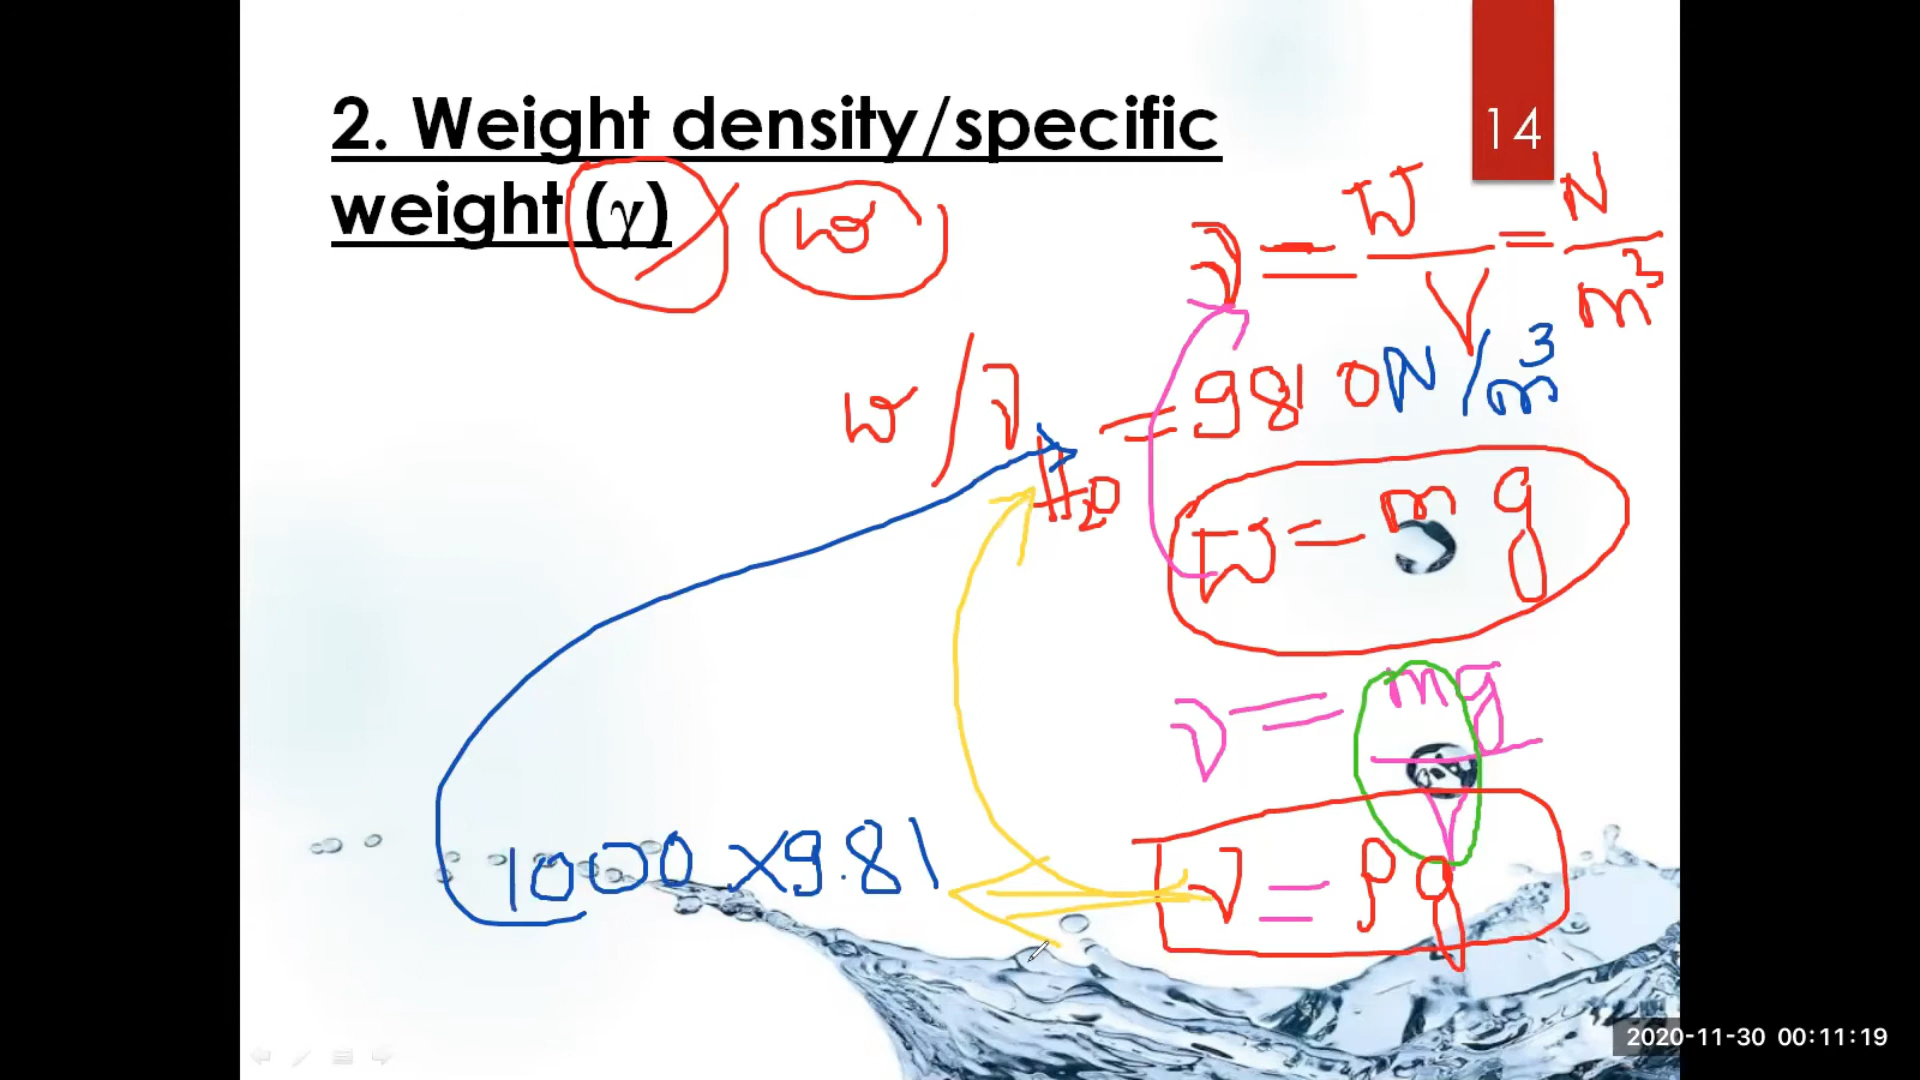 2. Weight density/specific
weight (γ)
w
14
γ = W/V = N/m³
w/γ H₂O = 9810 N/m³
W = mg
γ = mg/V
1000 × 9.81
γ = ρg
2020-11-30 00:11:19